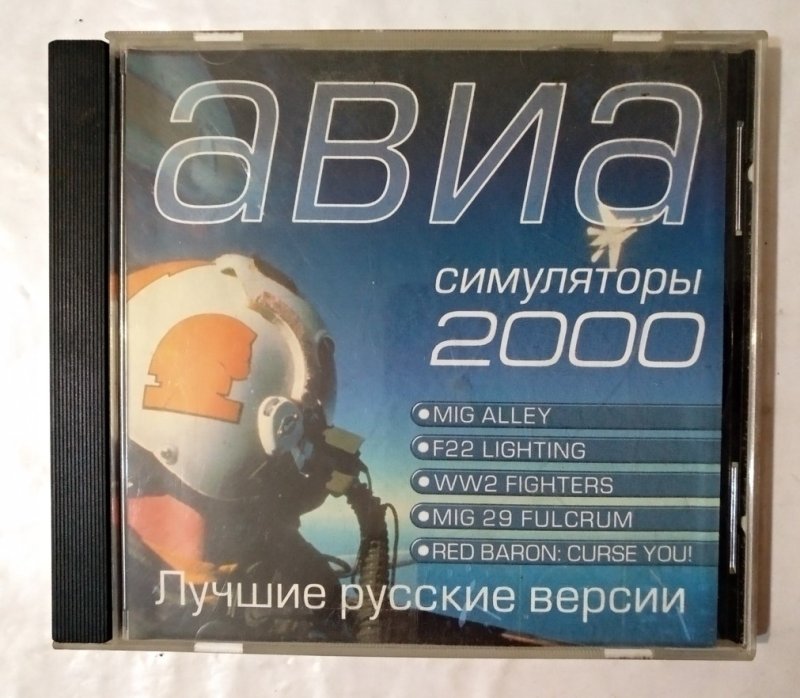 авиа
симуляторы
2000
MIG ALLEY
F22 LIGHTING
WW2 FIGHTERS
MIG 29 FULCRUM
RED BARON: CURSE YOU!
Лучшие русские версии